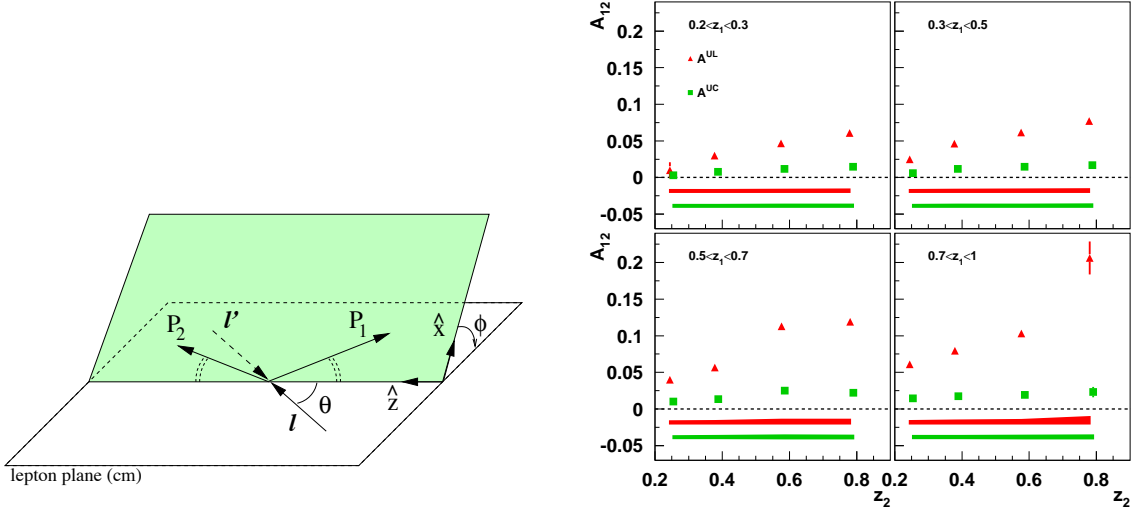 P₂
l’
P₁
x̂
ϕ
ẑ
θ
l
lepton plane (cm)
A₁₂
0.2
0.15
0.1
0.05
0
-0.05
0.2<z₁<0.3
A^UL
A^UC
0.3<z₁<0.5
A₁₂
0.2
0.15
0.1
0.05
0
-0.05
0.5<z₁<0.7
0.7<z₁<1
0.2 0.4 0.6 0.8
z₂
0.2 0.4 0.6 0.8
z₂